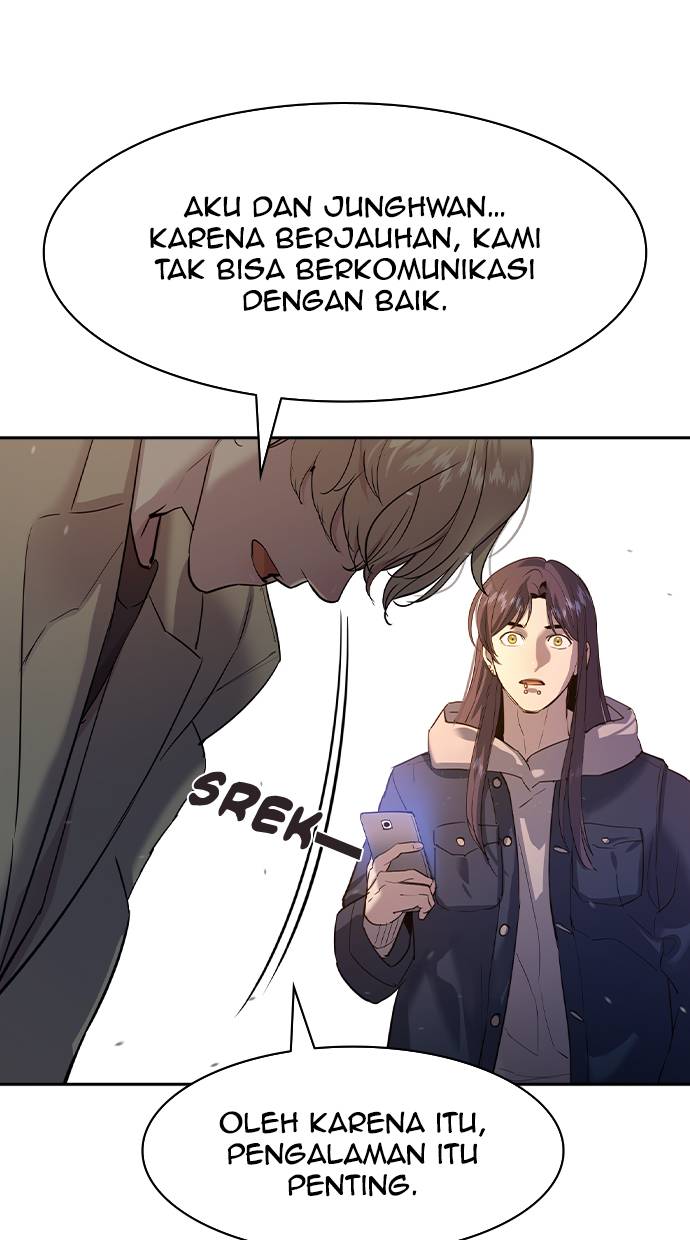 AKU DAN JUNGHWAN...
KARENA BERJAUHAN, KAMI
TAK BISA BERKOMUNIKASI
DENGAN BAIK.
SREK—
OLEH KARENA ITU,
PENGALAMAN ITU
PENTING.